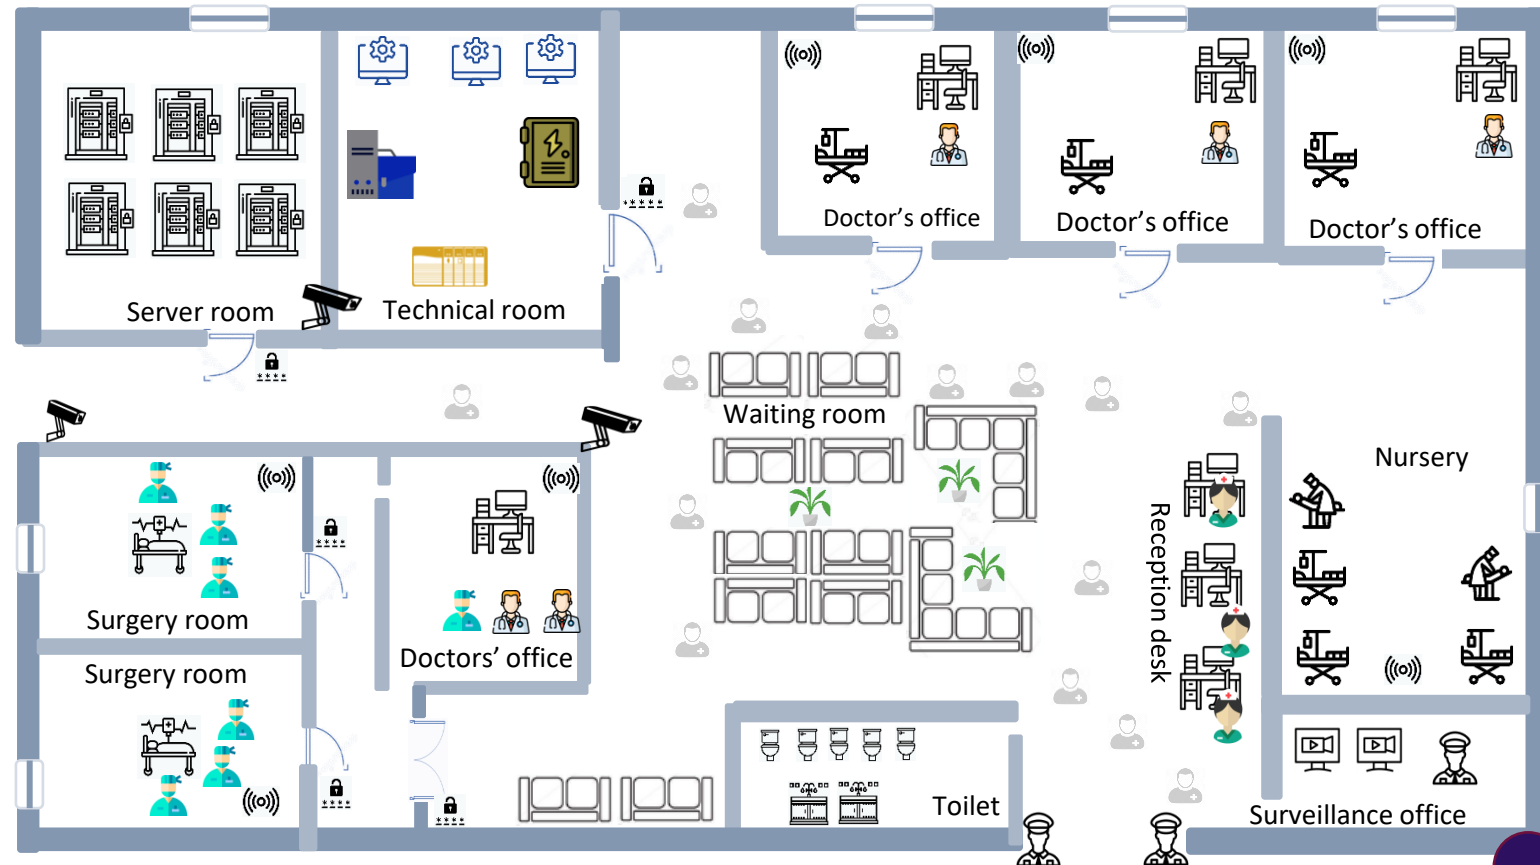 Doctor's office
Doctor's office
Doctor's office
Server room
Technical room
*****
****
Waiting room
Nursery
Reception desk
****
Surgery room
Doctors' office
Surgery room
****
****
Toilet
Surveillance office